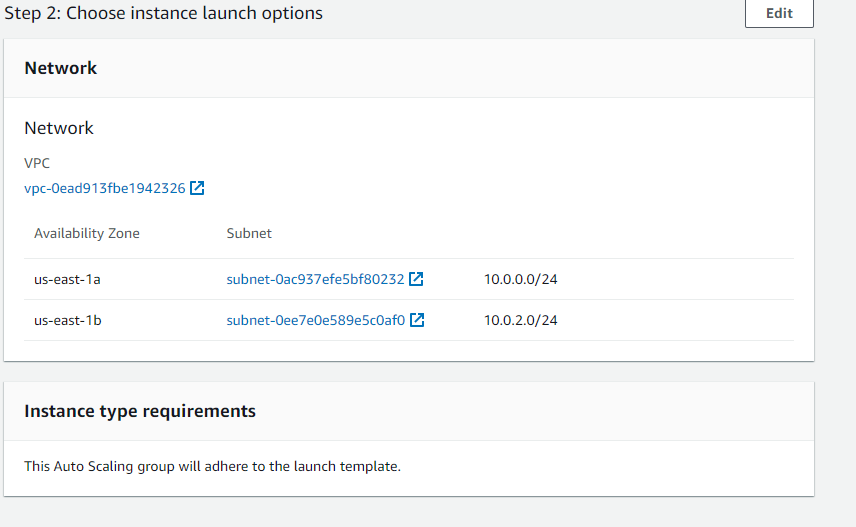 Step 2: Choose instance launch options
Edit
Network
Network
VPC
vpc-0ead913fbe1942326
Availability Zone Subnet
us-east-1a subnet-0ac937efe5bf80232 10.0.0.0/24
us-east-1b subnet-0ee7e0e589e5c0af0 10.0.2.0/24
Instance type requirements
This Auto Scaling group will adhere to the launch template.